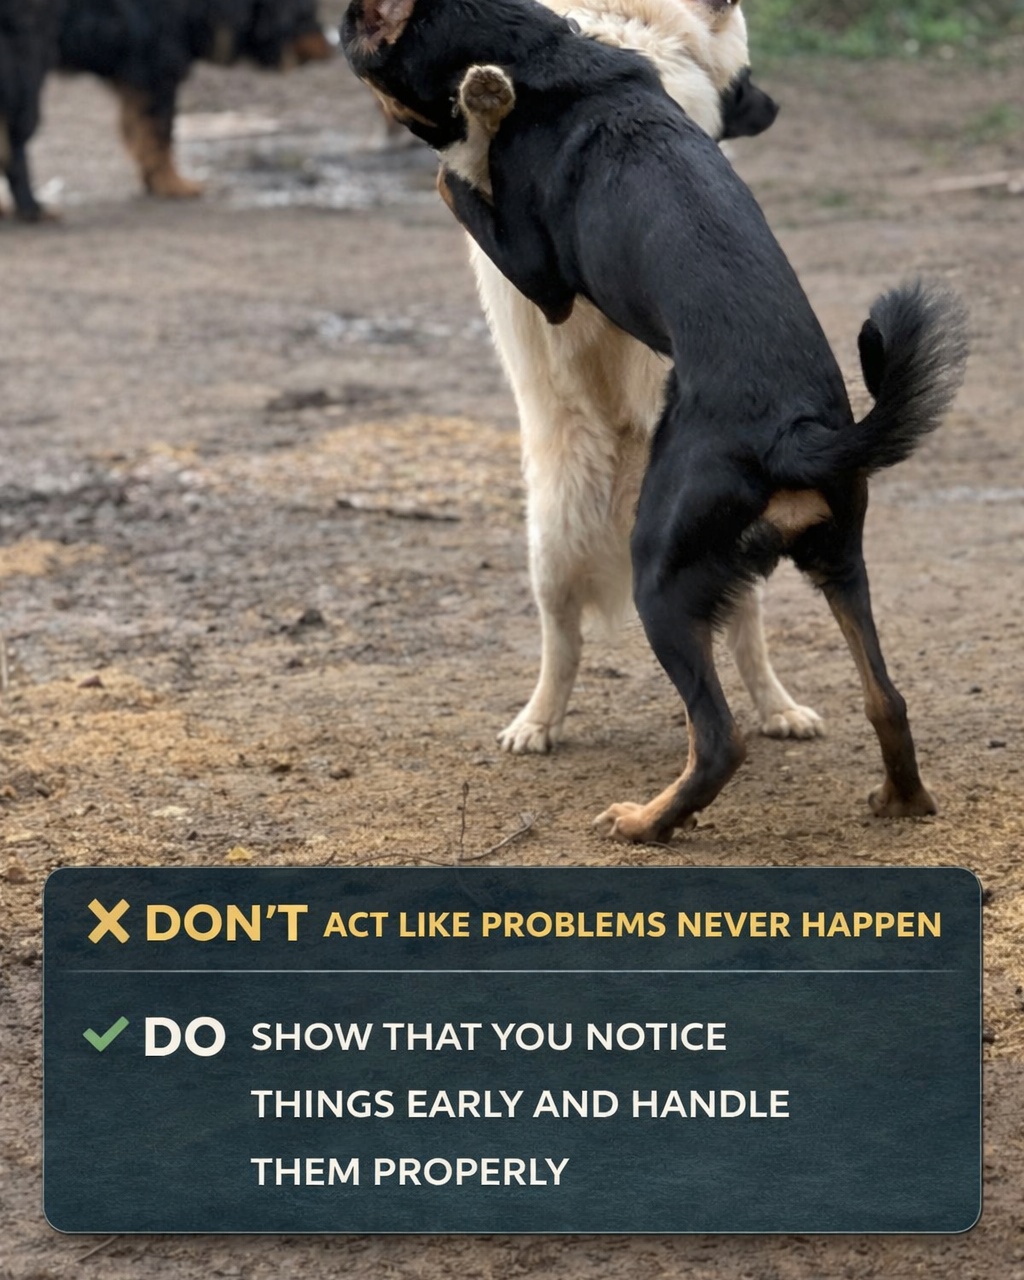 DON'T ACT LIKE PROBLEMS NEVER HAPPEN
DO SHOW THAT YOU NOTICE
THINGS EARLY AND HANDLE
THEM PROPERLY